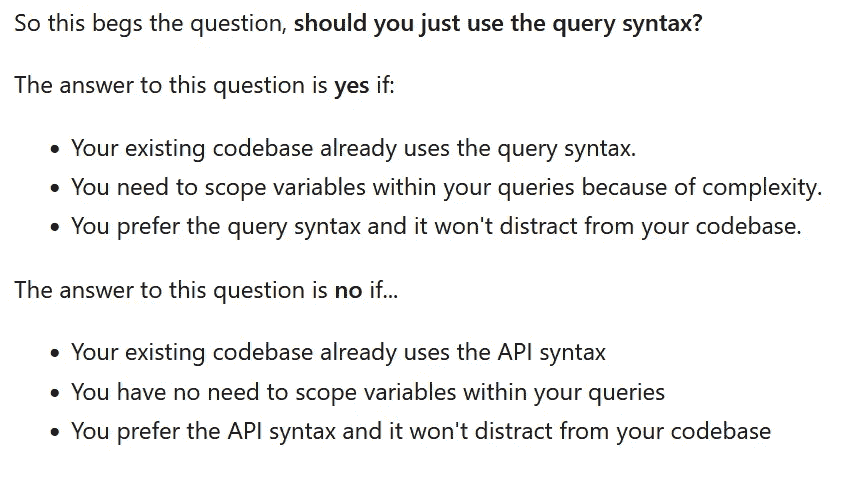 So this begs the question, should you just use the query syntax?
The answer to this question is yes if:
• Your existing codebase already uses the query syntax.
• You need to scope variables within your queries because of complexity.
• You prefer the query syntax and it won't distract from your codebase.
The answer to this question is no if...
• Your existing codebase already uses the API syntax
• You have no need to scope variables within your queries
• You prefer the API syntax and it won't distract from your codebase